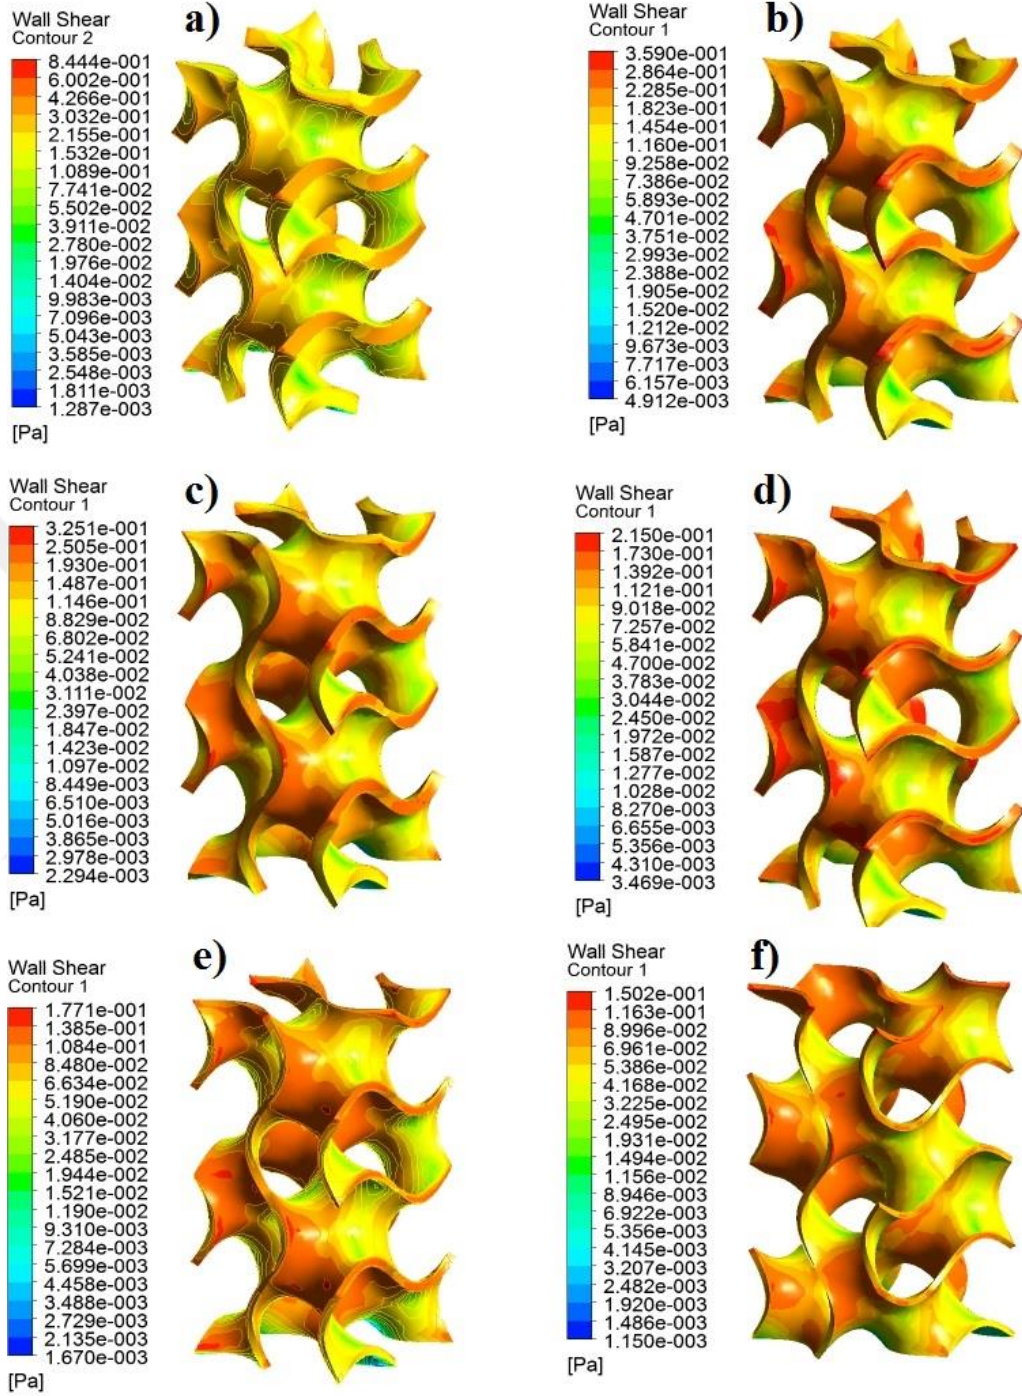 a)
Wall Shear
Contour 2
8.444e-001
6.002e-001
4.266e-001
3.032e-001
2.155e-001
1.532e-001
1.089e-001
7.741e-002
5.502e-002
3.911e-002
2.780e-002
1.976e-002
1.404e-002
9.983e-003
7.096e-003
5.043e-003
3.585e-003
2.548e-003
1.811e-003
1.287e-003
[Pa]
b)
Wall Shear
Contour 1
3.590e-001
2.864e-001
2.285e-001
1.823e-001
1.454e-001
1.160e-001
9.258e-002
7.386e-002
5.893e-002
4.701e-002
3.751e-002
2.993e-002
2.388e-002
1.905e-002
1.520e-002
1.212e-002
9.673e-003
7.717e-003
6.157e-003
4.912e-003
[Pa]
c)
Wall Shear
Contour 1
3.251e-001
2.505e-001
1.930e-001
1.487e-001
1.146e-001
8.829e-002
6.802e-002
5.241e-002
4.038e-002
3.111e-002
2.397e-002
1.847e-002
1.423e-002
1.097e-002
8.449e-003
6.510e-003
5.016e-003
3.865e-003
2.978e-003
2.294e-003
[Pa]
d)
Wall Shear
Contour 1
2.150e-001
1.730e-001
1.392e-001
1.121e-001
9.018e-002
7.257e-002
5.841e-002
4.700e-002
3.783e-002
3.044e-002
2.450e-002
1.972e-002
1.587e-002
1.277e-002
1.028e-002
8.270e-003
6.655e-003
5.356e-003
4.310e-003
3.469e-003
[Pa]
e)
Wall Shear
Contour 1
1.771e-001
1.385e-001
1.084e-001
8.480e-002
6.634e-002
5.190e-002
4.060e-002
3.177e-002
2.485e-002
1.944e-002
1.521e-002
1.190e-002
9.310e-003
7.284e-003
5.699e-003
4.458e-003
3.488e-003
2.729e-003
2.135e-003
1.670e-003
[Pa]
f)
Wall Shear
Contour 1
1.502e-001
1.163e-001
8.996e-002
6.961e-002
5.386e-002
4.168e-002
3.225e-002
2.495e-002
1.931e-002
1.494e-002
1.156e-002
8.946e-003
6.922e-003
5.356e-003
4.145e-003
3.207e-003
2.482e-003
1.920e-003
1.486e-003
1.150e-003
[Pa]